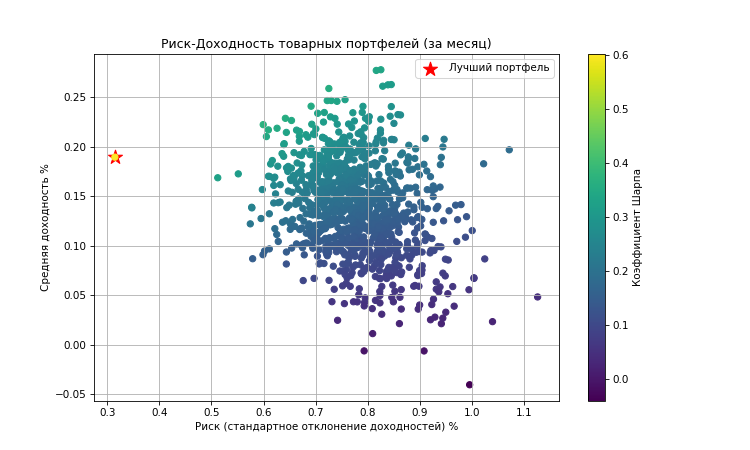 Риск-Доходность товарных портфелей (за месяц)
Лучший портфель
Средняя доходность %
0.25
0.20
0.15
0.10
0.05
0.00
−0.05
0.3 0.4 0.5 0.6 0.7 0.8 0.9 1.0 1.1
Риск (стандартное отклонение доходностей) %
0.6
0.5
0.4
0.3
0.2
0.1
0.0
Коэффициент Шарпа